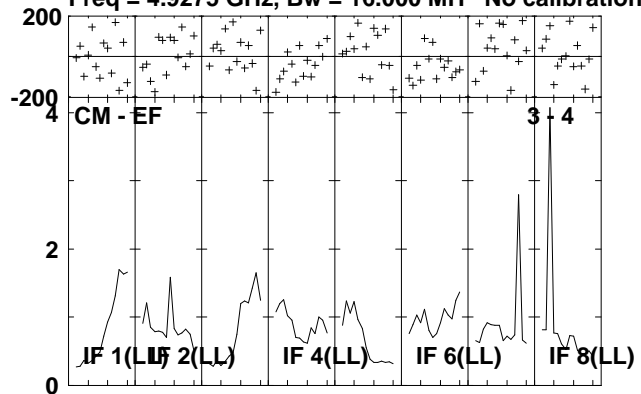 Freq = 4.9275 GHz, Bw = 16.000 MH No calibration
200
-200
4
CM - EF
3 - 4
2
IF 1(LL)
IF 2(LL)
IF 4(LL)
IF 6(LL)
IF 8(LL)
0